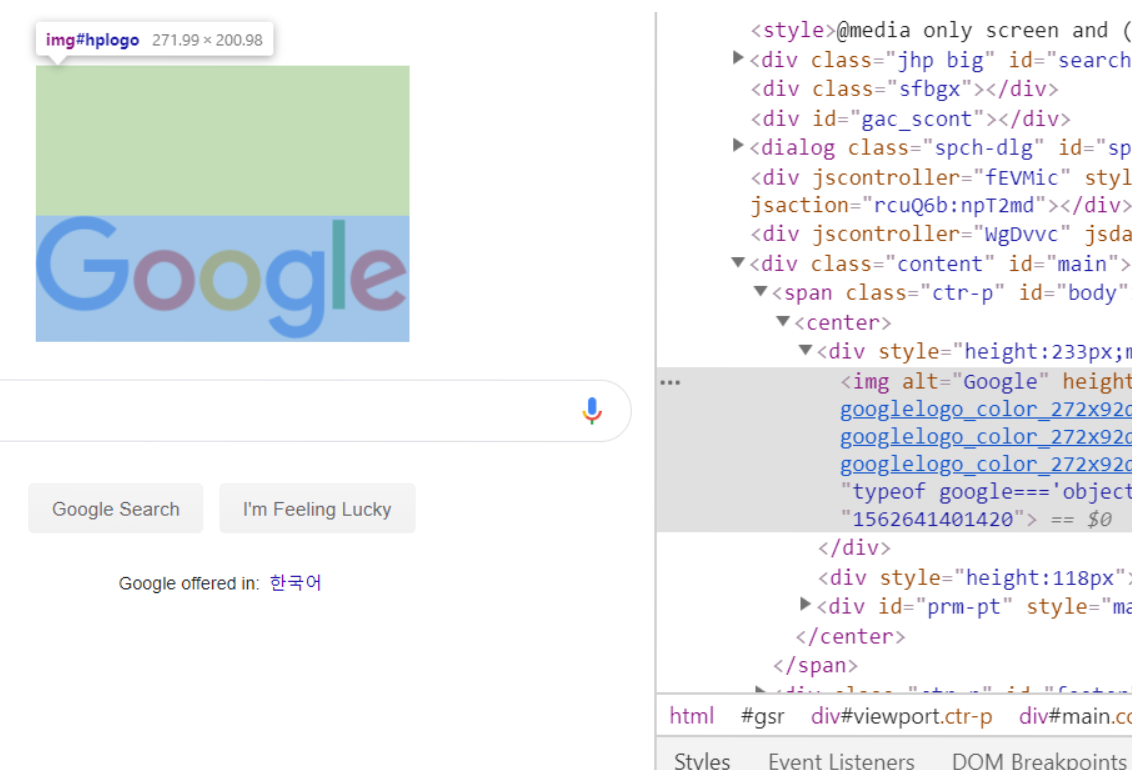 img#hplogo 271.99 × 200.98
Google
Google Search
I'm Feeling Lucky
Google offered in: 한국어
<style>@media only screen and (
<div class="jhp big" id="search
<div class="sfbgx"></div>
<div id="gac_scont"></div>
<dialog class="spch-dlg" id="sp
<div jscontroller="fEVMic" styl
jsaction="rcuQ6b:npT2md"></div>
<div jscontroller="WgDvvc" jsda
<div class="content" id="main">
<span class="ctr-p" id="body"
<center>
<div style="height:233px;m
<img alt="Google" height
googlelogo_color_272x92d
googlelogo_color_272x92d
googlelogo_color_272x92d
"typeof google==='object
"1562641401420"> == $0
</div>
<div style="height:118px">
<div id="prm-pt" style="ma
</center>
</span>
html #gsr div#viewport.ctr-p div#main.co
Styles Event Listeners DOM Breakpoints